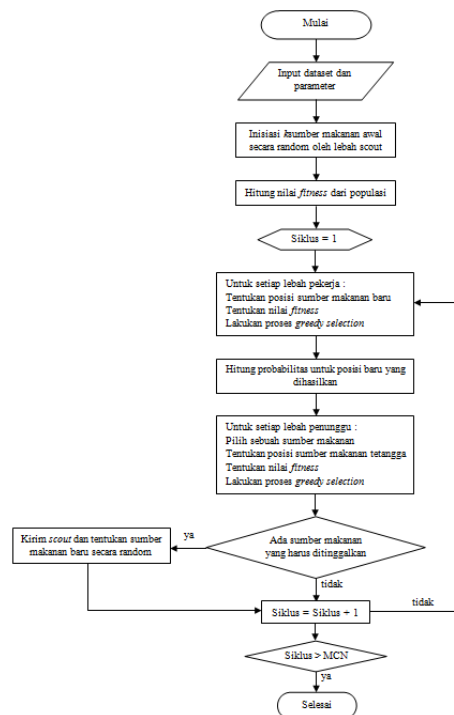 Mulai
Input dataset dan
parameter
Inisiasi ksumber makanan awal
secara random oleh lebah scout
Hitung nilai fitness dari populasi
Siklus = 1
Untuk setiap lebah pekerja :
Tentukan posisi sumber makanan baru
Tentukan nilai fitness
Lakukan proses greedy selection
Hitung probabilitas untuk posisi baru yang
dihasilkan
Untuk setiap lebah penunggu :
Pilih sebuah sumber makanan
Tentukan posisi sumber makanan tetangga
Tentukan nilai fitness
Lakukan proses greedy selection
Ada sumber makanan
yang harus ditinggalkan
ya
Kirim scout dan tentukan sumber
makanan baru secara random
tidak
Siklus = Siklus + 1
tidak
Siklus > MCN
ya
Selesai